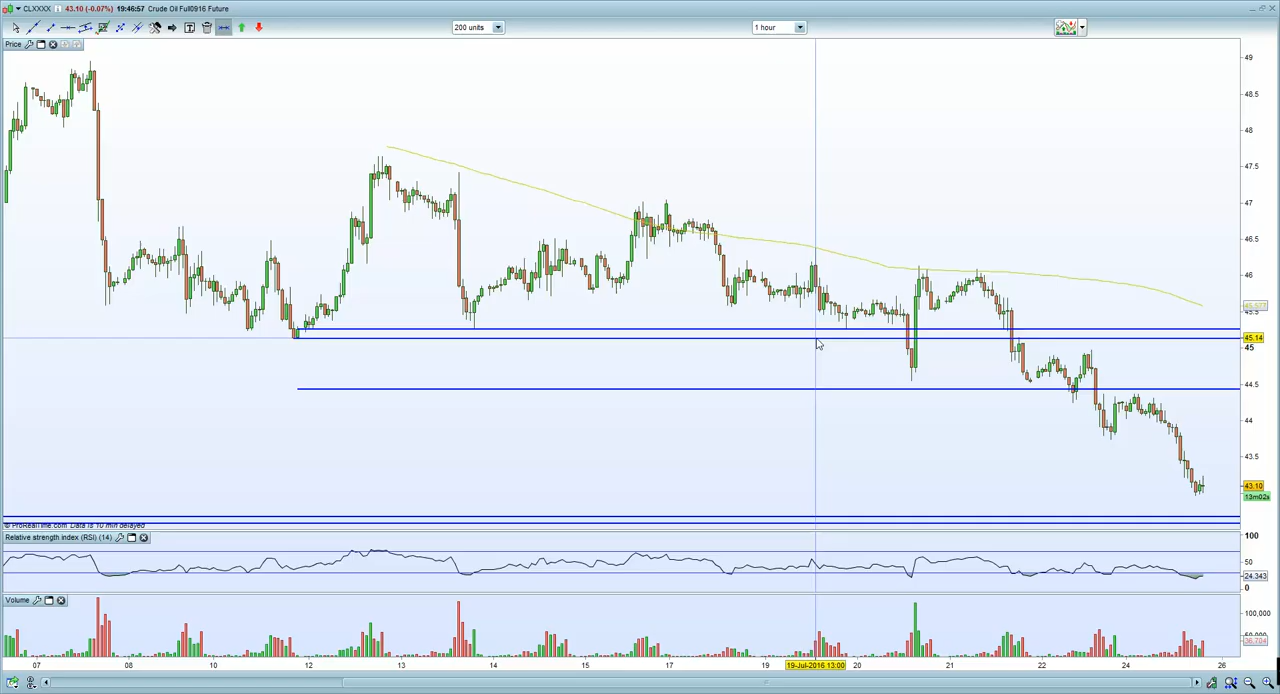 CLXXXX 43.10 (-0.07%) 19:46:57 Crude Oil Full0916 Future
200 units
1 hour
Price
49
48.5
48
47.5
47
46.5
46
45.5
45.14
45
44.5
44
43.5
43.10
13m02s
© ProRealTime.com Data is 10 min delayed
Relative strength index (RSI) (14)
100
50
24.343
0
Volume
100,000
36,704
07 08 10 12 13 14 15 17 19 19-Jul-2016 13:00 20 21 22 24 26